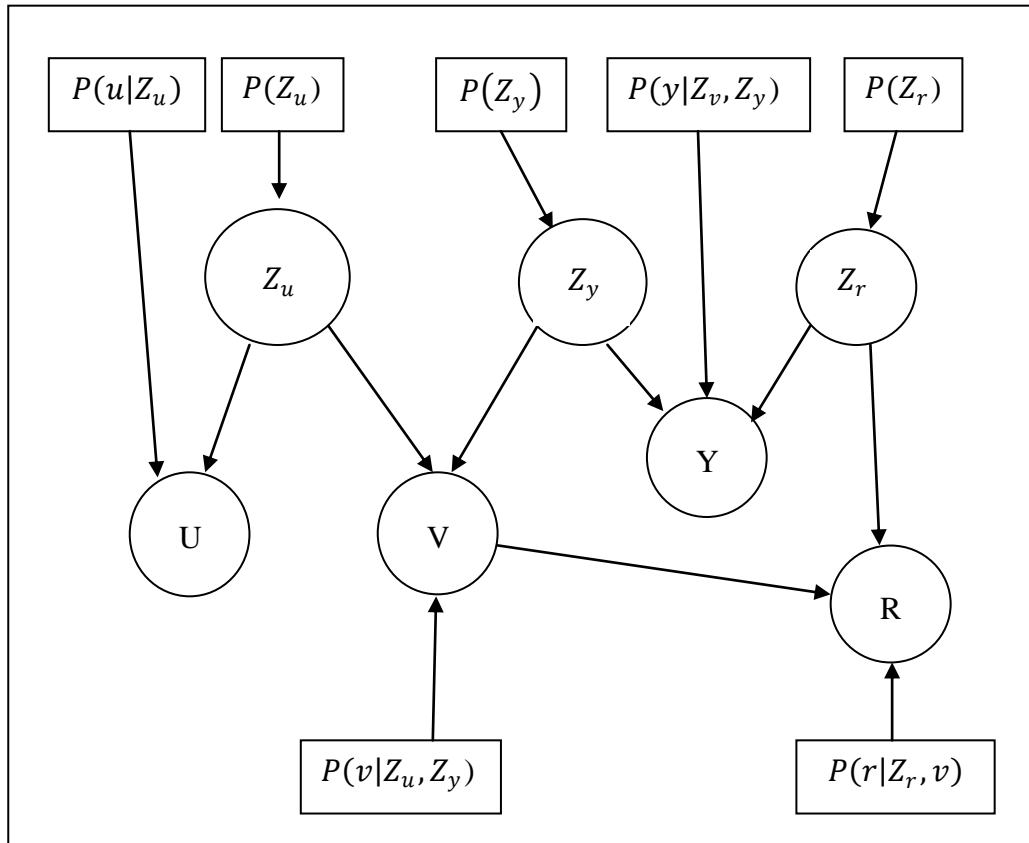 P(u|Z_u)
P(Z_u)
P(Z_y)
P(y|Z_v, Z_y)
P(Z_r)
Z_u
Z_y
Z_r
Y
U
V
R
P(v|Z_u, Z_y)
P(r|Z_r, v)